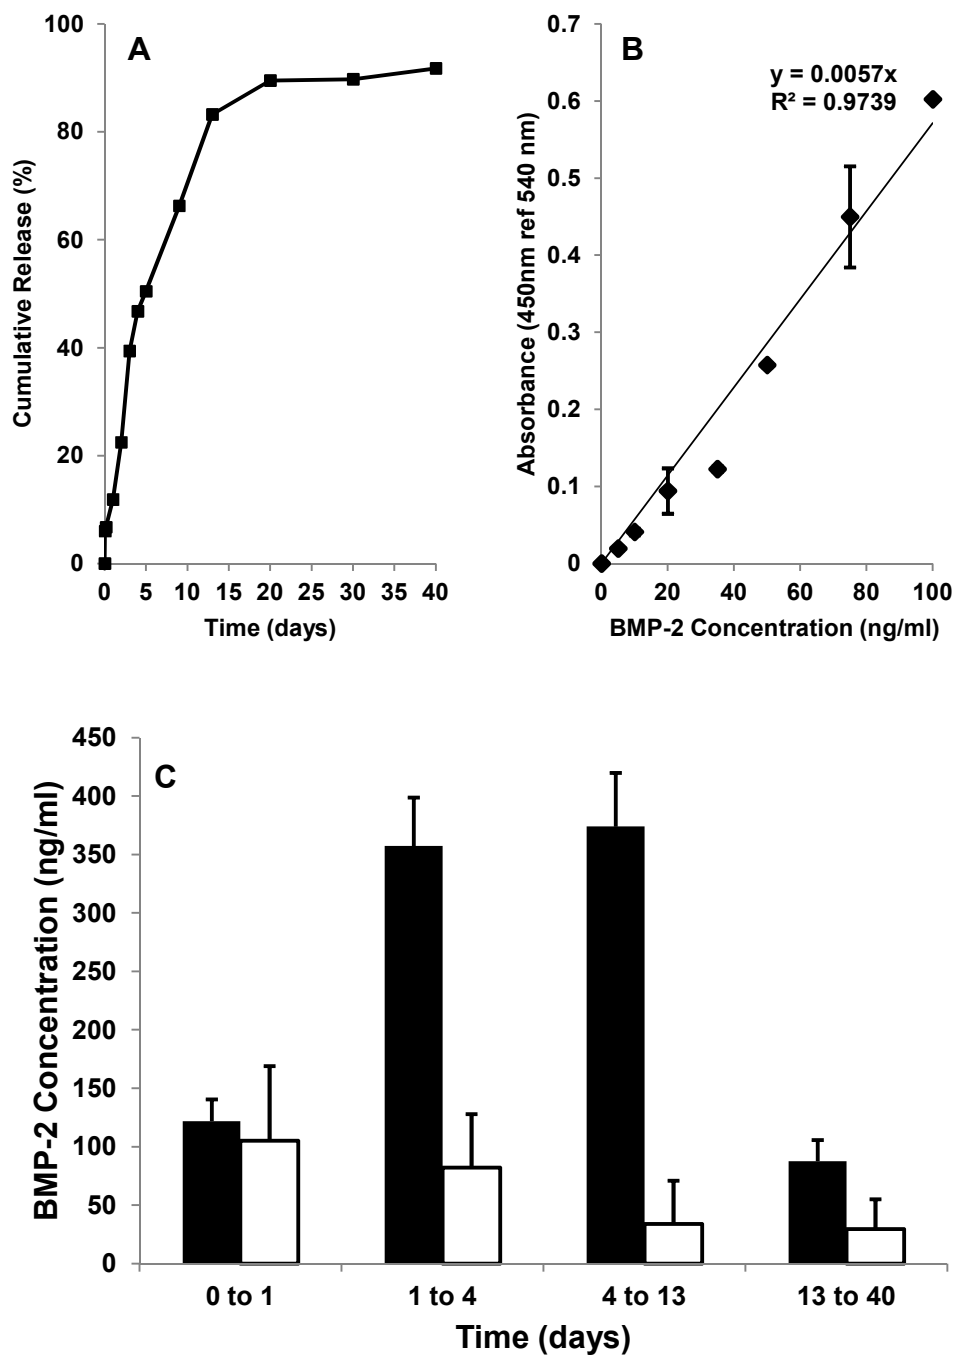 A
100
80
60
40
20
0
Cumulative Release (%)
0 5 10 15 20 25 30 35 40
Time (days)
B
y = 0.0057x
R² = 0.9739
0.7
0.6
0.5
0.4
0.3
0.2
0.1
0
Absorbance (450nm ref 540 nm)
0 20 40 60 80 100
BMP-2 Concentration (ng/ml)
C
450
400
350
300
250
200
150
100
50
0
BMP-2 Concentration (ng/ml)
0 to 1 1 to 4 4 to 13 13 to 40
Time (days)